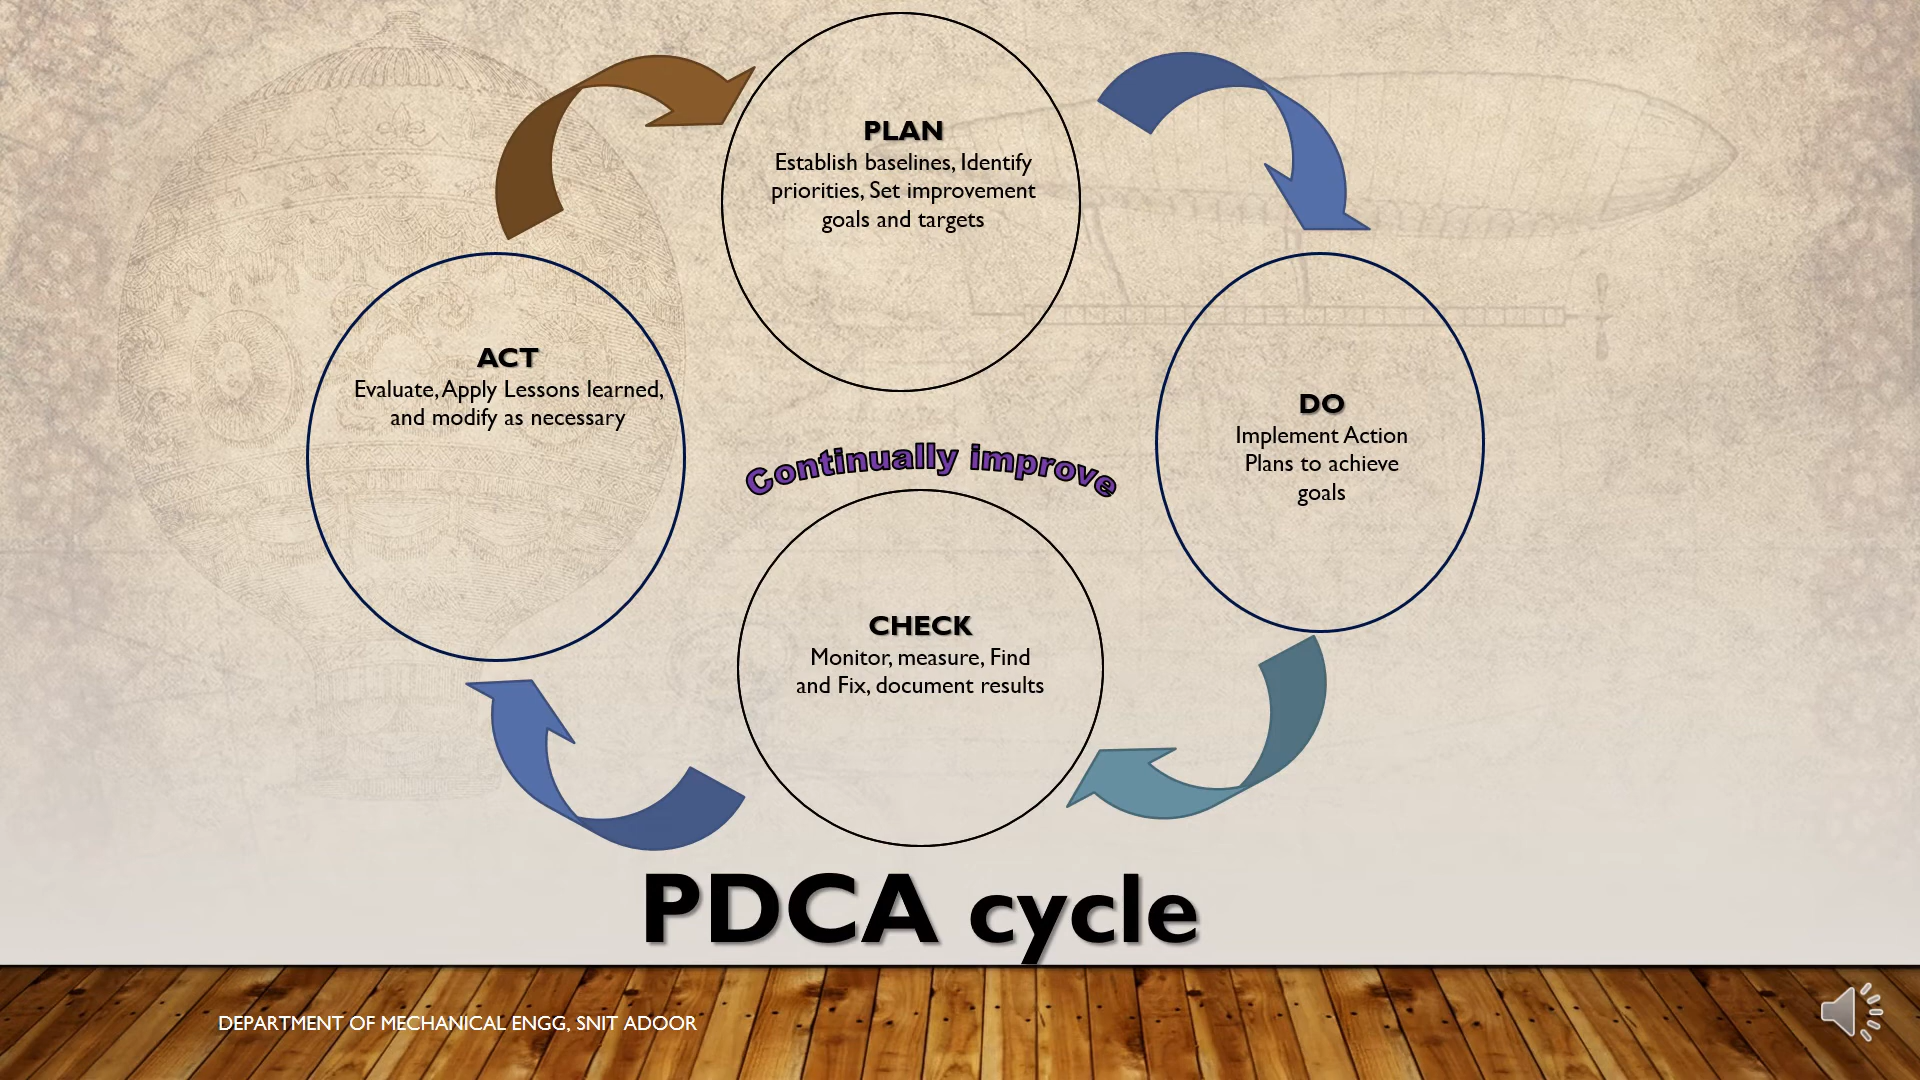 PLAN
Establish baselines, Identify
priorities, Set improvement
goals and targets
ACT
Evaluate, Apply Lessons learned,
and modify as necessary
DO
Implement Action
Plans to achieve
goals
Continually improve
CHECK
Monitor, measure, Find
and Fix, document results
PDCA cycle
DEPARTMENT OF MECHANICAL ENGG, SNIT ADOOR